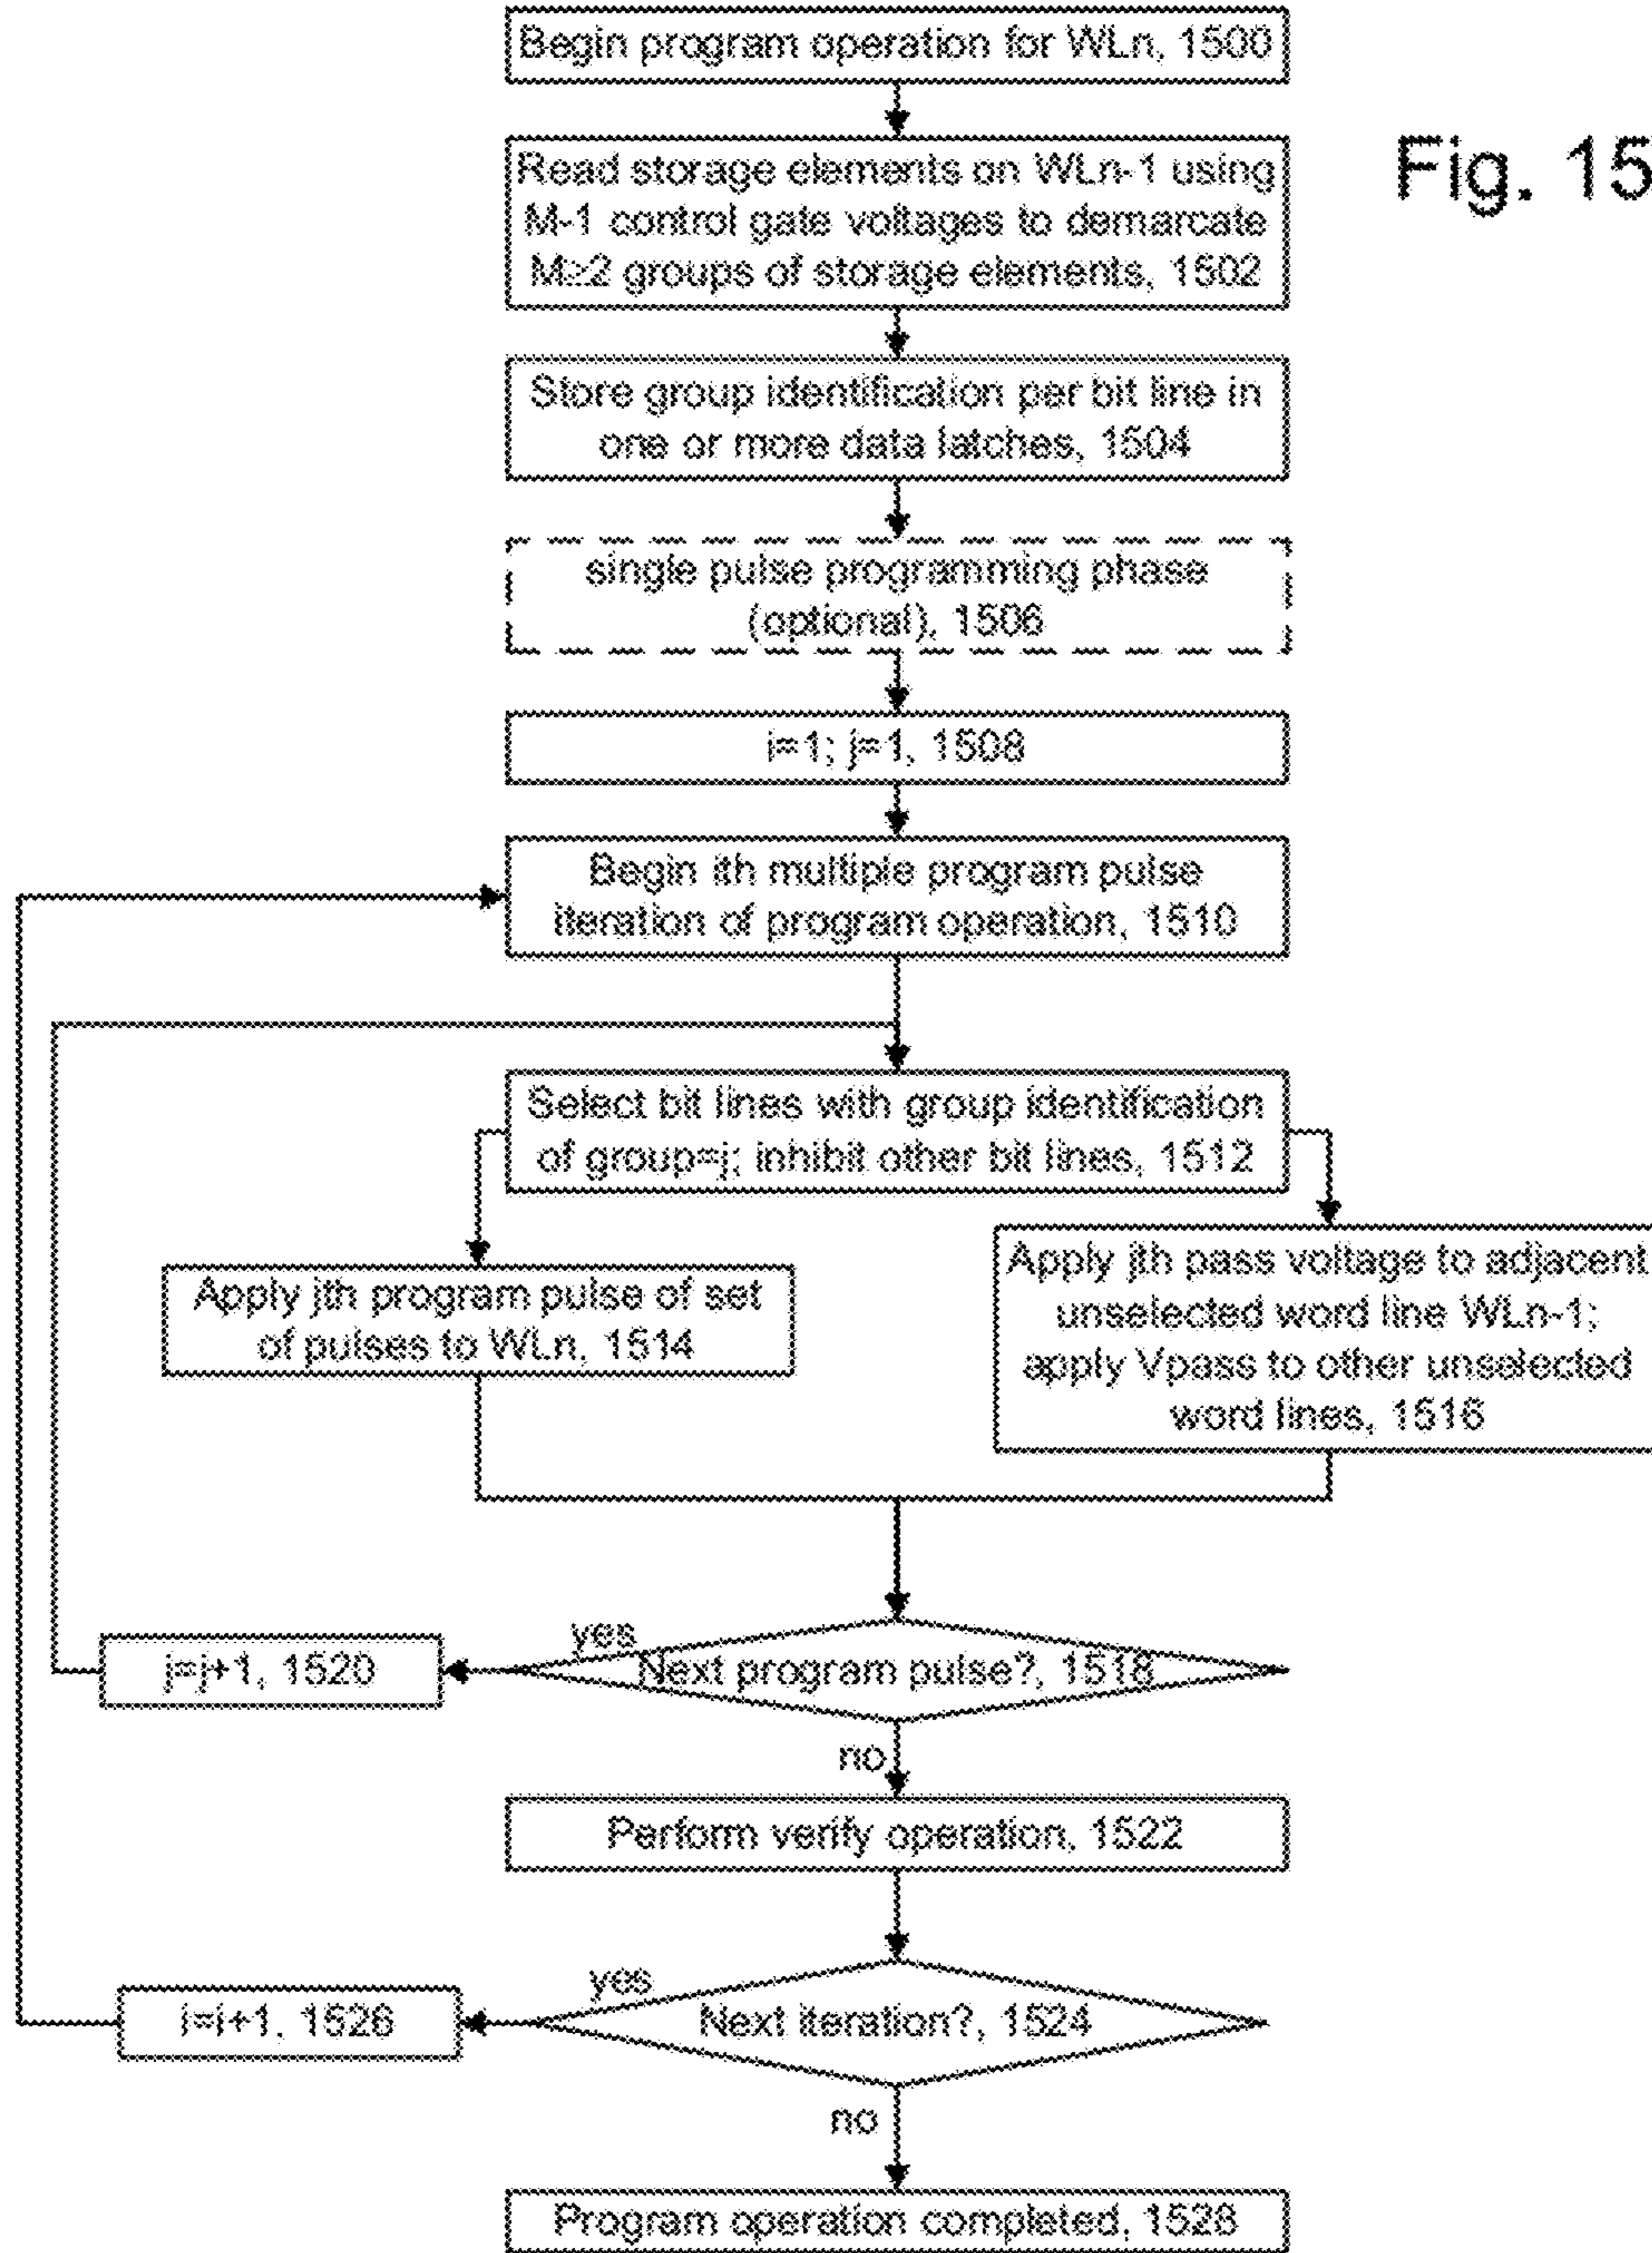 Begin program operation for WLn, 1500
Fig. 15
Read storage elements on WLn-1 using
M-1 control gate voltages to demarcate
M≥2 groups of storage elements, 1502
Store group identification per bit line in
one or more data latches, 1504
single pulse programming phase
(optional), 1506
i=1; j=1, 1508
Begin ith multiple program pulse
iteration of program operation, 1510
Select bit lines with group identification
of group=j; inhibit other bit lines, 1512
Apply jth program pulse of set
of pulses to WLn, 1514
Apply jth pass voltage to adjacent
unselected word line WLn-1;
apply Vpass to other unselected
word lines, 1516
yes
Next program pulse?, 1518
j=j+1, 1520
no
Perform verify operation, 1522
yes
Next iteration?, 1524
i=i+1, 1526
no
Program operation completed, 1528